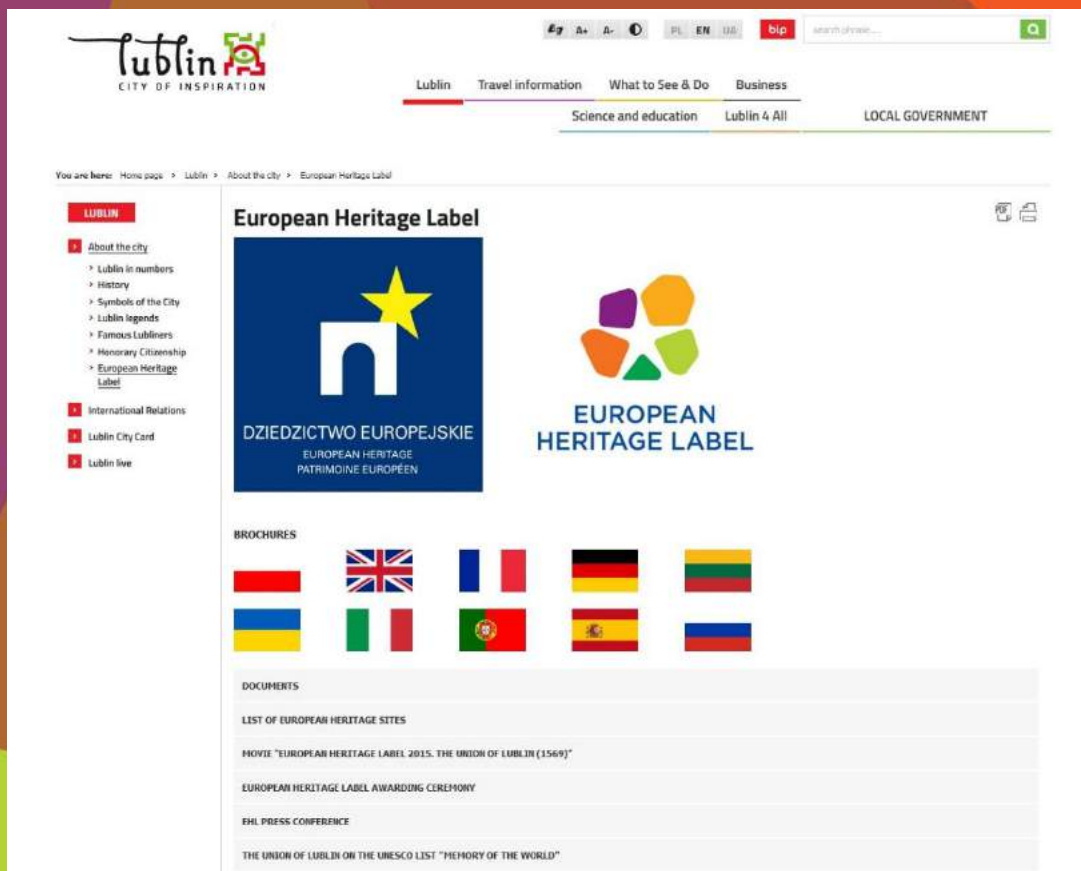 lublin
CITY OF INSPIRATION
A+ A- PL EN UA bip search phrase....
Lublin Travel information What to See & Do Business
Science and education Lublin 4 All LOCAL GOVERNMENT
You are here: Home page > Lublin > About the city > European Heritage Label
LUBLIN
About the city
> Lublin in numbers
> History
> Symbols of the City
> Lublin legends
> Famous Lubliners
> Honorary Citizenship
> European Heritage
Label
International Relations
Lublin City Card
Lublin live
European Heritage Label
PDF
DZIEDZICTWO EUROPEJSKIE
EUROPEAN HERITAGE
PATRIMOINE EUROPÉEN
EUROPEAN
HERITAGE LABEL
BROCHURES
DOCUMENTS
LIST OF EUROPEAN HERITAGE SITES
MOVIE "EUROPEAN HERITAGE LABEL 2015. THE UNION OF LUBLIN (1569)"
EUROPEAN HERITAGE LABEL AWARDING CEREMONY
EHL PRESS CONFERENCE
THE UNION OF LUBLIN ON THE UNESCO LIST "MEMORY OF THE WORLD"